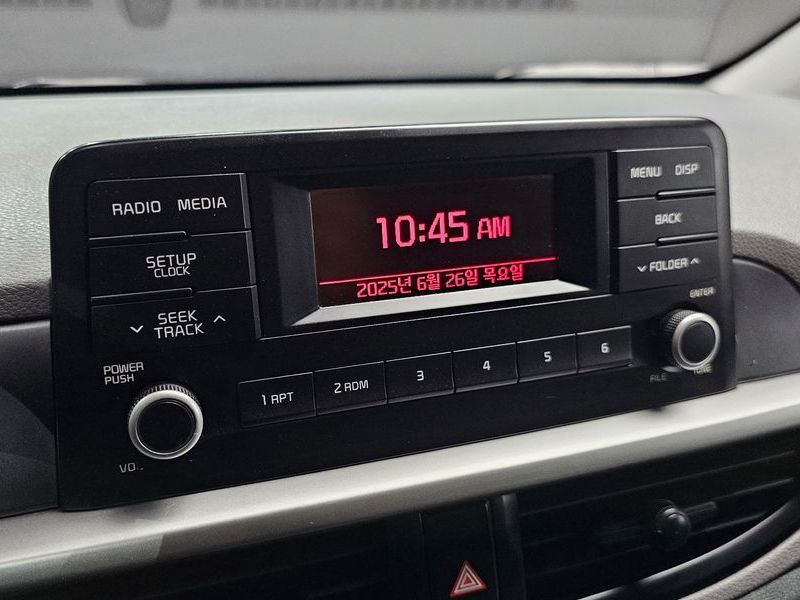 RADIO MEDIA
SETUP
CLOCK
SEEK
TRACK
POWER
PUSH
10:45 AM
2025년 6월 26일 목요일
MENU DISP
BACK
FOLDER
ENTER
1 RPT
2 RDM
3
4
5
6
FILE
TUNE